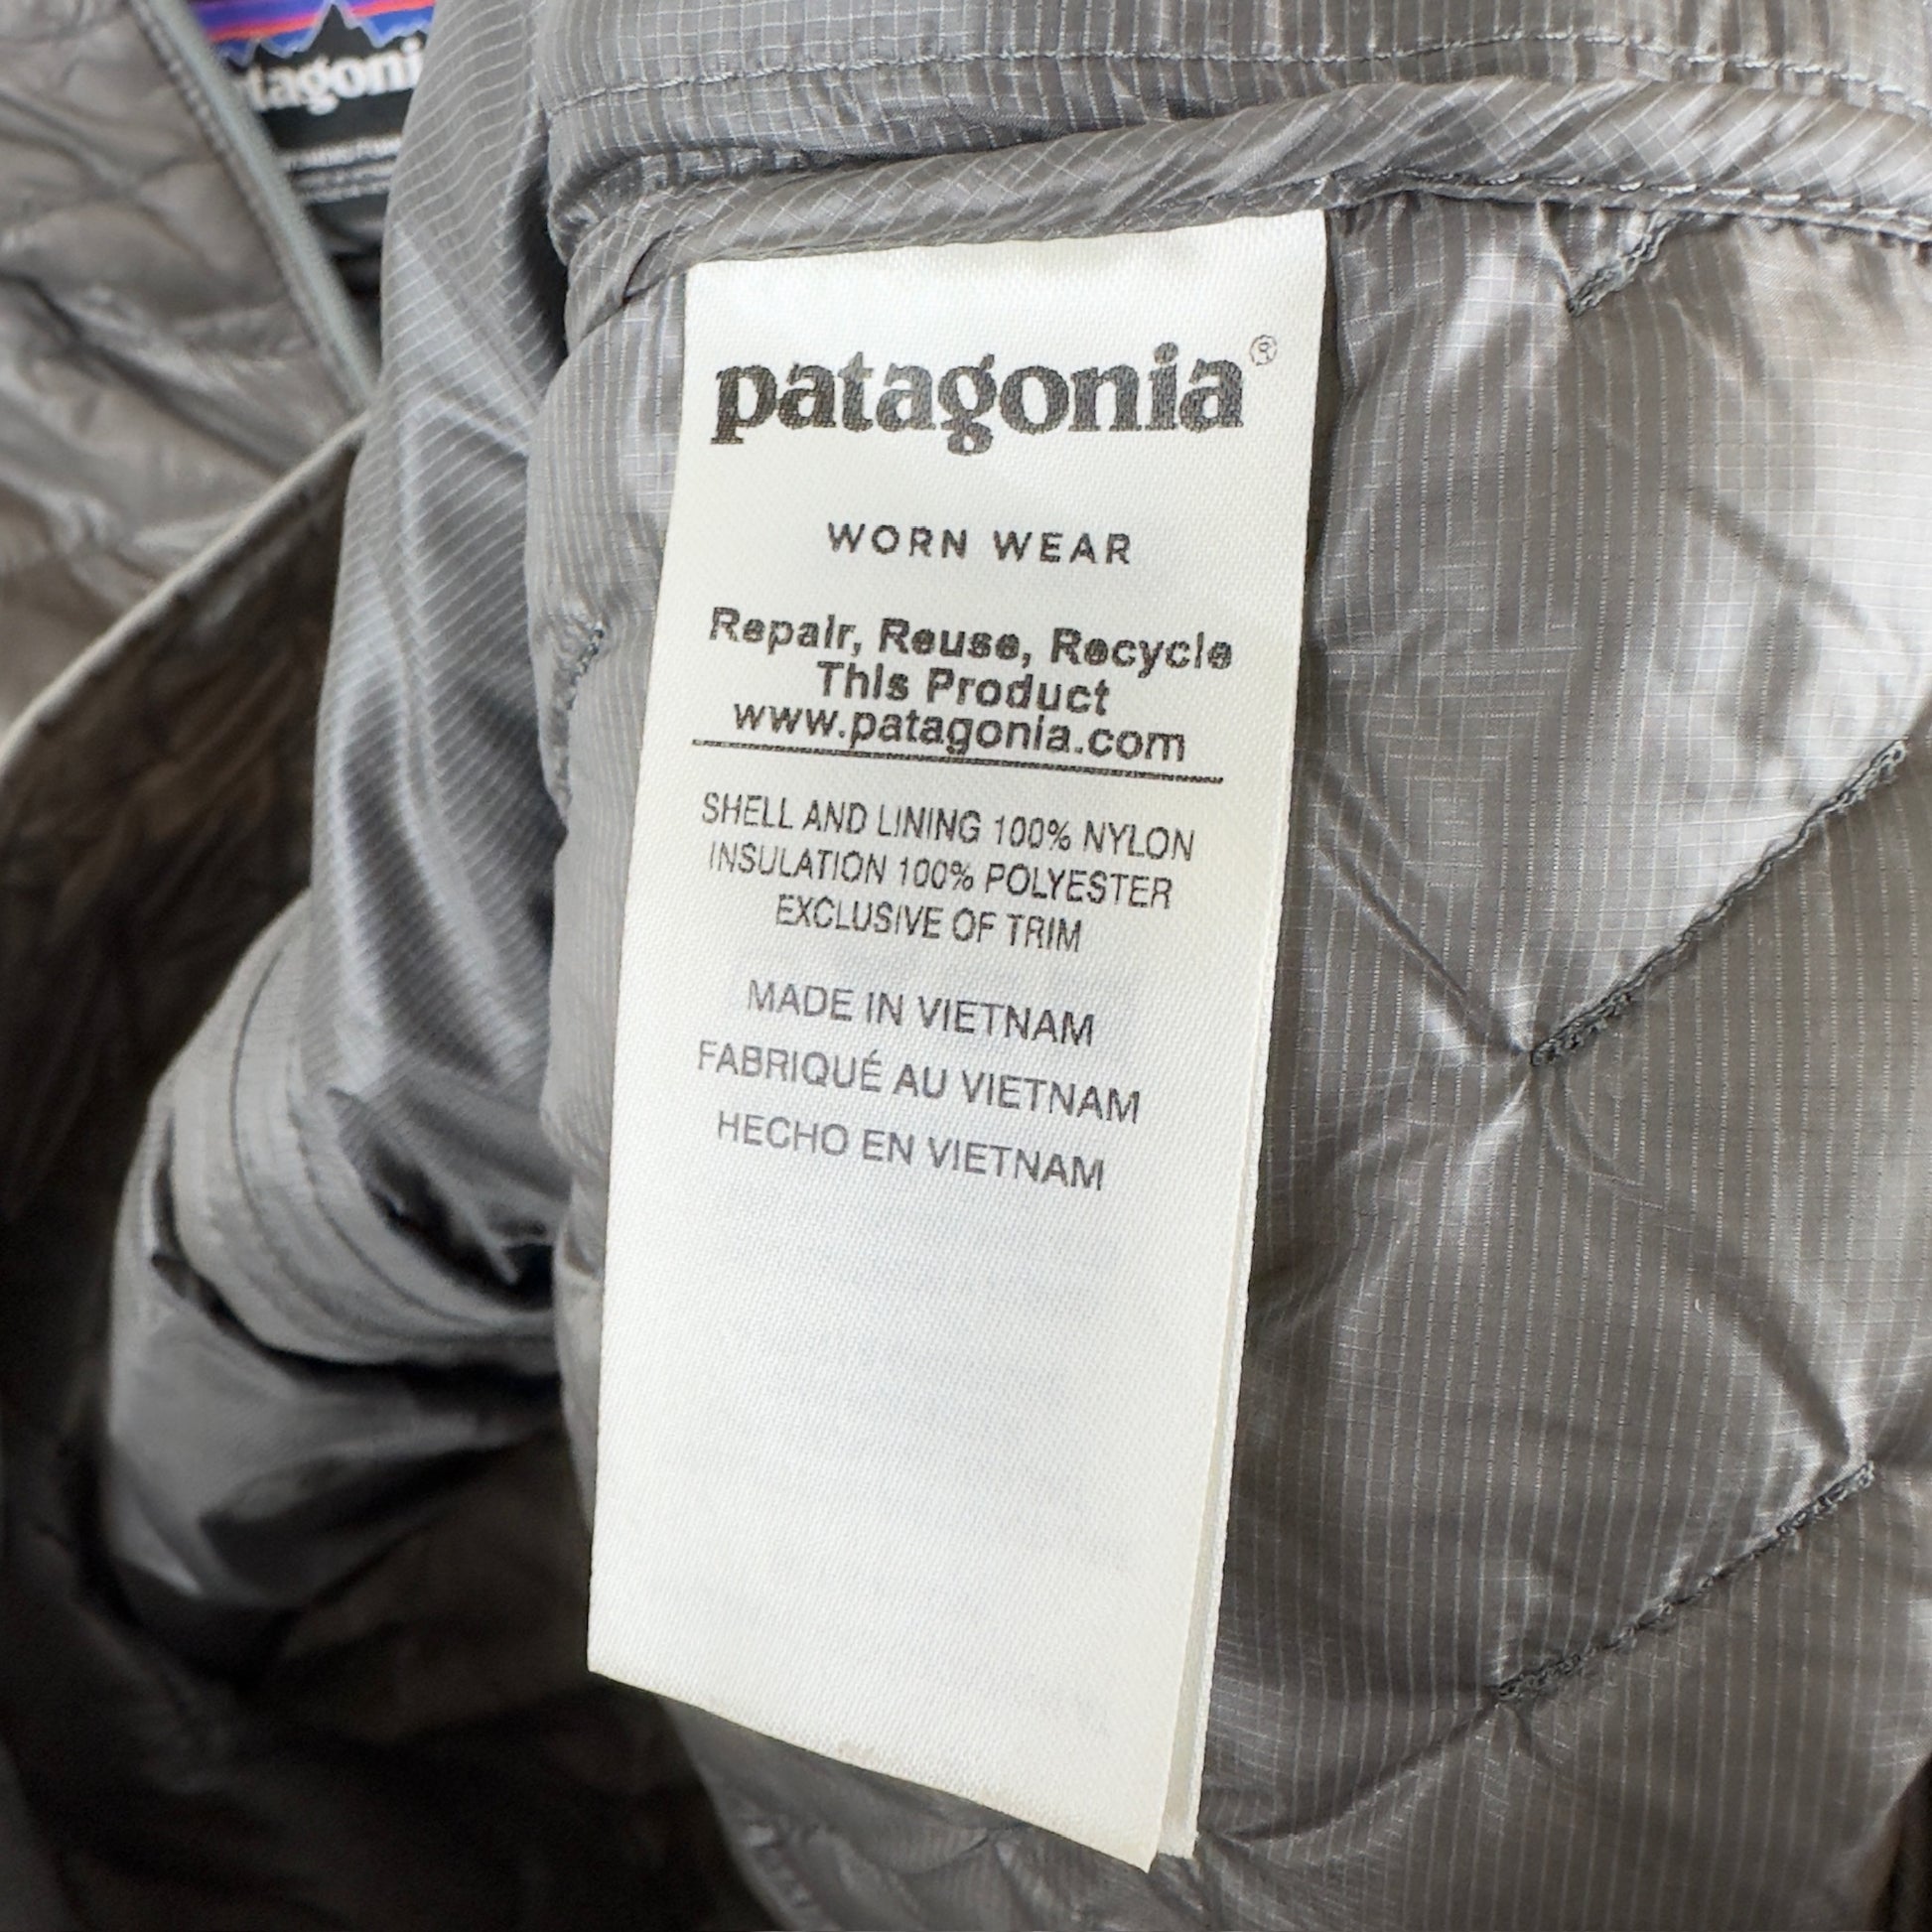 tagoni
patagonia®
WORN WEAR
Repair, Reuse, Recycle
This Product
www.patagonia.com
SHELL AND LINING 100% NYLON
INSULATION 100% POLYESTER
EXCLUSIVE OF TRIM
MADE IN VIETNAM
FABRIQUÉ AU VIETNAM
HECHO EN VIETNAM